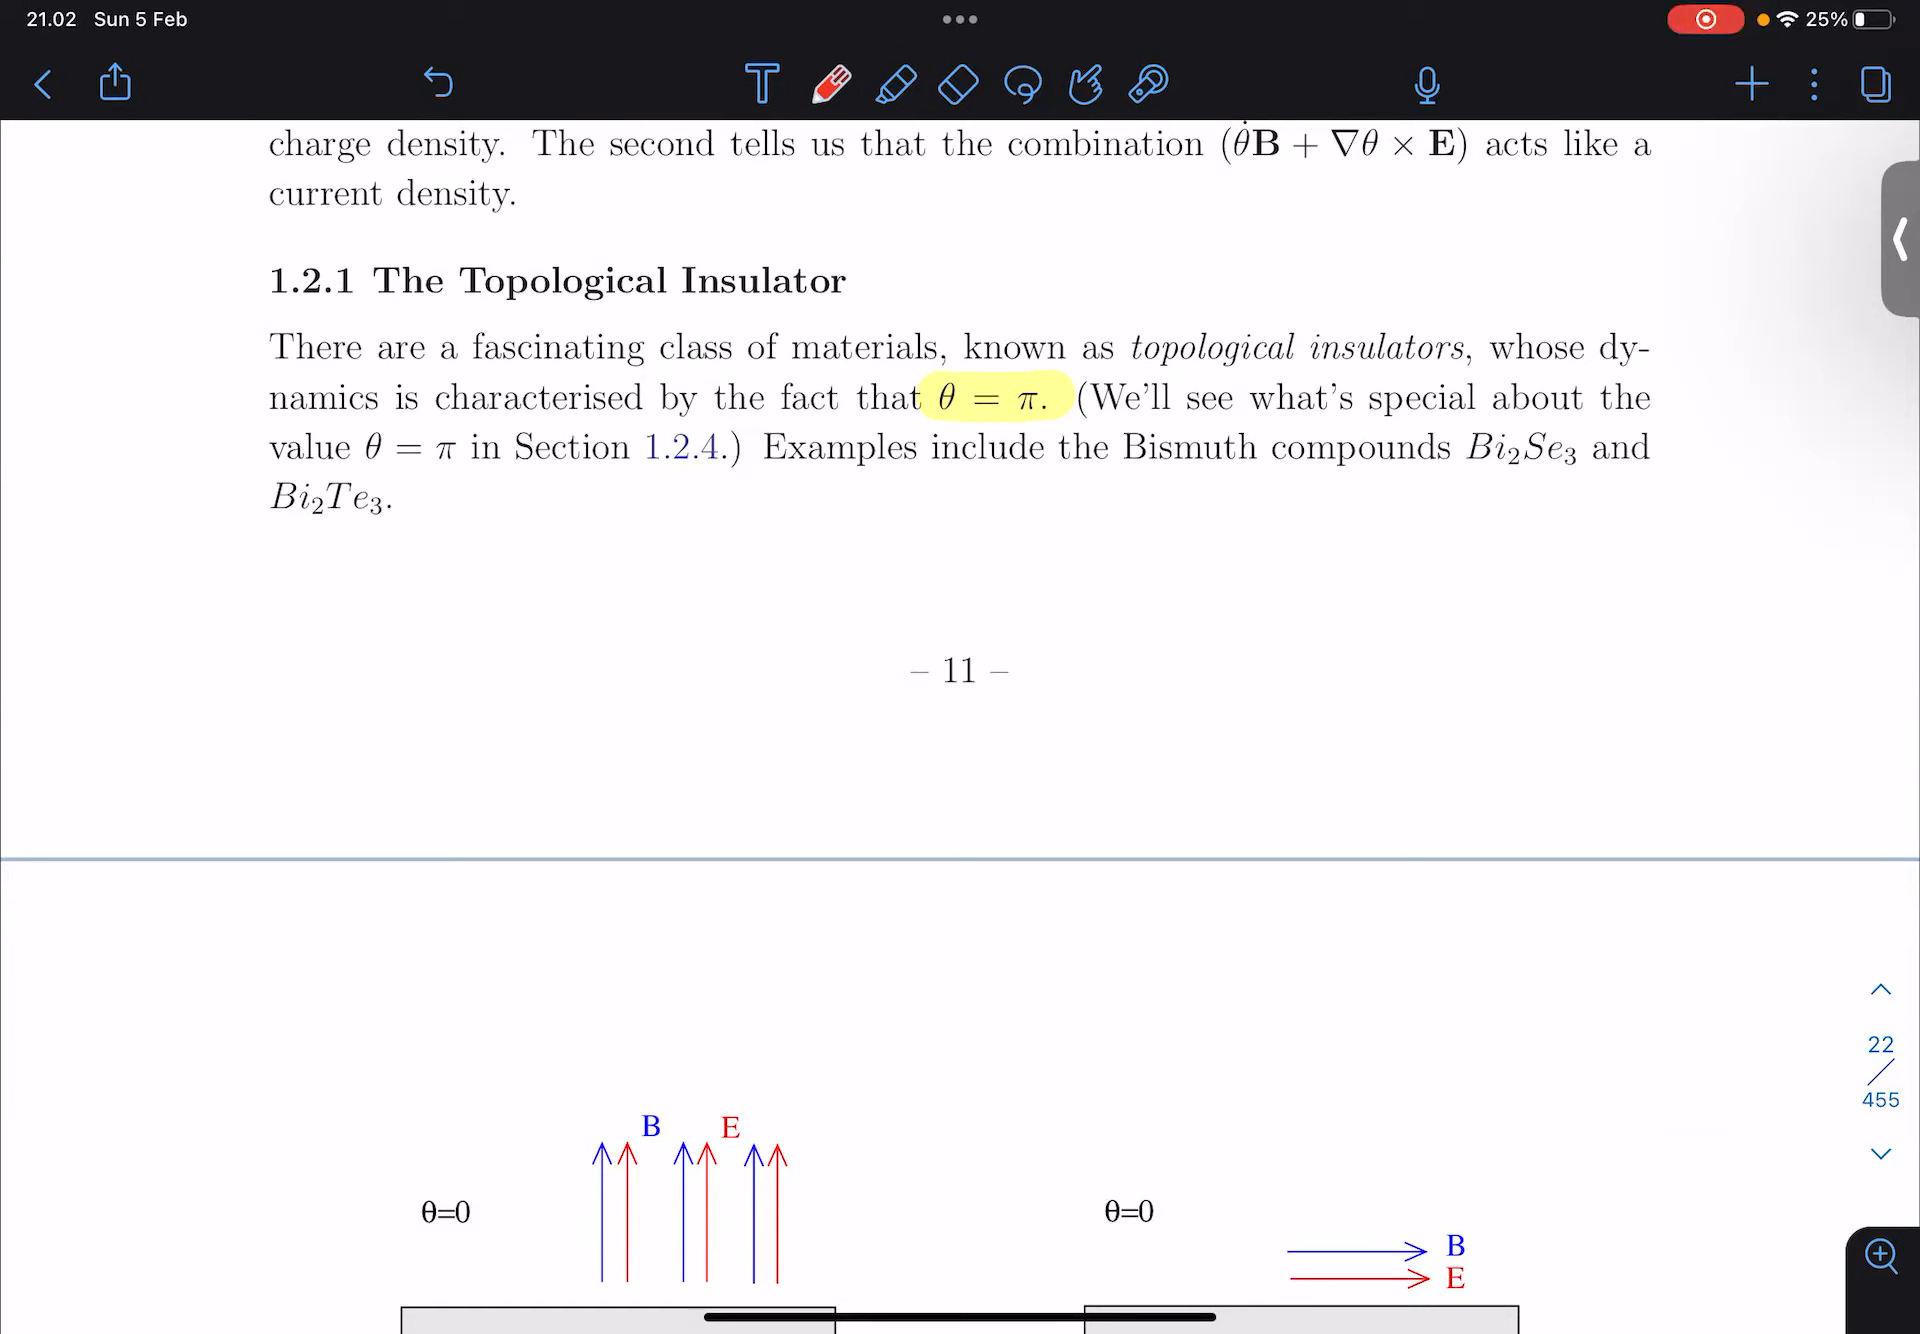 21.02 Sun 5 Feb
25%
charge density. The second tells us that the combination (θ̇B + ∇θ × E) acts like a
current density.
1.2.1 The Topological Insulator
There are a fascinating class of materials, known as topological insulators, whose dy-
namics is characterised by the fact that θ = π. (We'll see what's special about the
value θ = π in Section 1.2.4.) Examples include the Bismuth compounds Bi₂Se₃ and
Bi₂Te₃.
– 11 –
22
/
455
B E
θ=0
θ=0
B
E